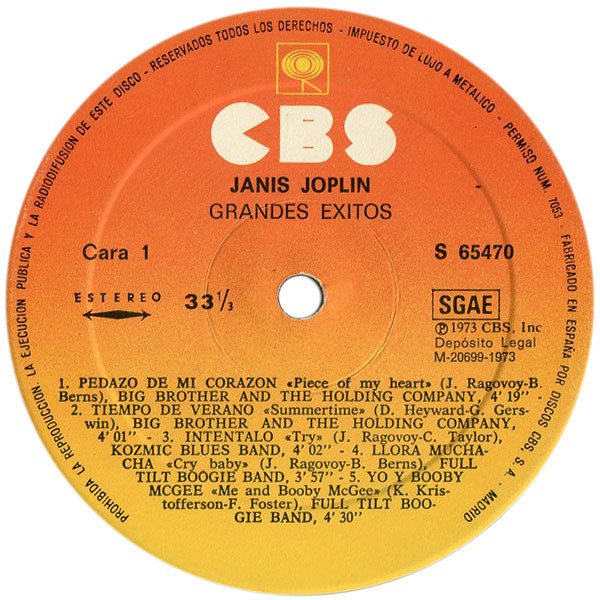 PROHIBIDA LA REPRODUCCION, LA EJECUCION PUBLICA Y LA RADIODIFUSION DE ESTE DISCO - RESERVADOS TODOS LOS DERECHOS - IMPUESTO DE LUJO A METALICO - PERMISO NUM. 7053 - FABRICADO EN ESPAÑA POR DISCOS CBS, S. A. - MADRID
CBS
JANIS JOPLIN
GRANDES EXITOS
Cara 1
S 65470
ESTEREO
33 1/3
SGAE
Ⓟ 1973 CBS, Inc
Depósito Legal
M-20699-1973
1. PEDAZO DE MI CORAZON «Piece of my heart» (J. Ragovoy-B.
Berns), BIG BROTHER AND THE HOLDING COMPANY, 4' 19'' -
2. TIEMPO DE VERANO «Summertime» (D. Heyward-G. Gers-
win), BIG BROTHER AND THE HOLDING COMPANY,
4' 01'' - 3. INTENTALO «Try» (J. Ragovoy-C. Taylor),
KOZMIC BLUES BAND, 4' 02'' - 4. LLORA MUCHA-
CHA «Cry baby» (J. Ragovoy-B. Berns), FULL
TILT BOOGIE BAND, 3' 57'' - 5. YO Y BOOBY
MCGEE «Me and Booby McGee» (K. Kris-
tofferson-F. Foster), FULL TILT BOO-
GIE BAND, 4' 30''